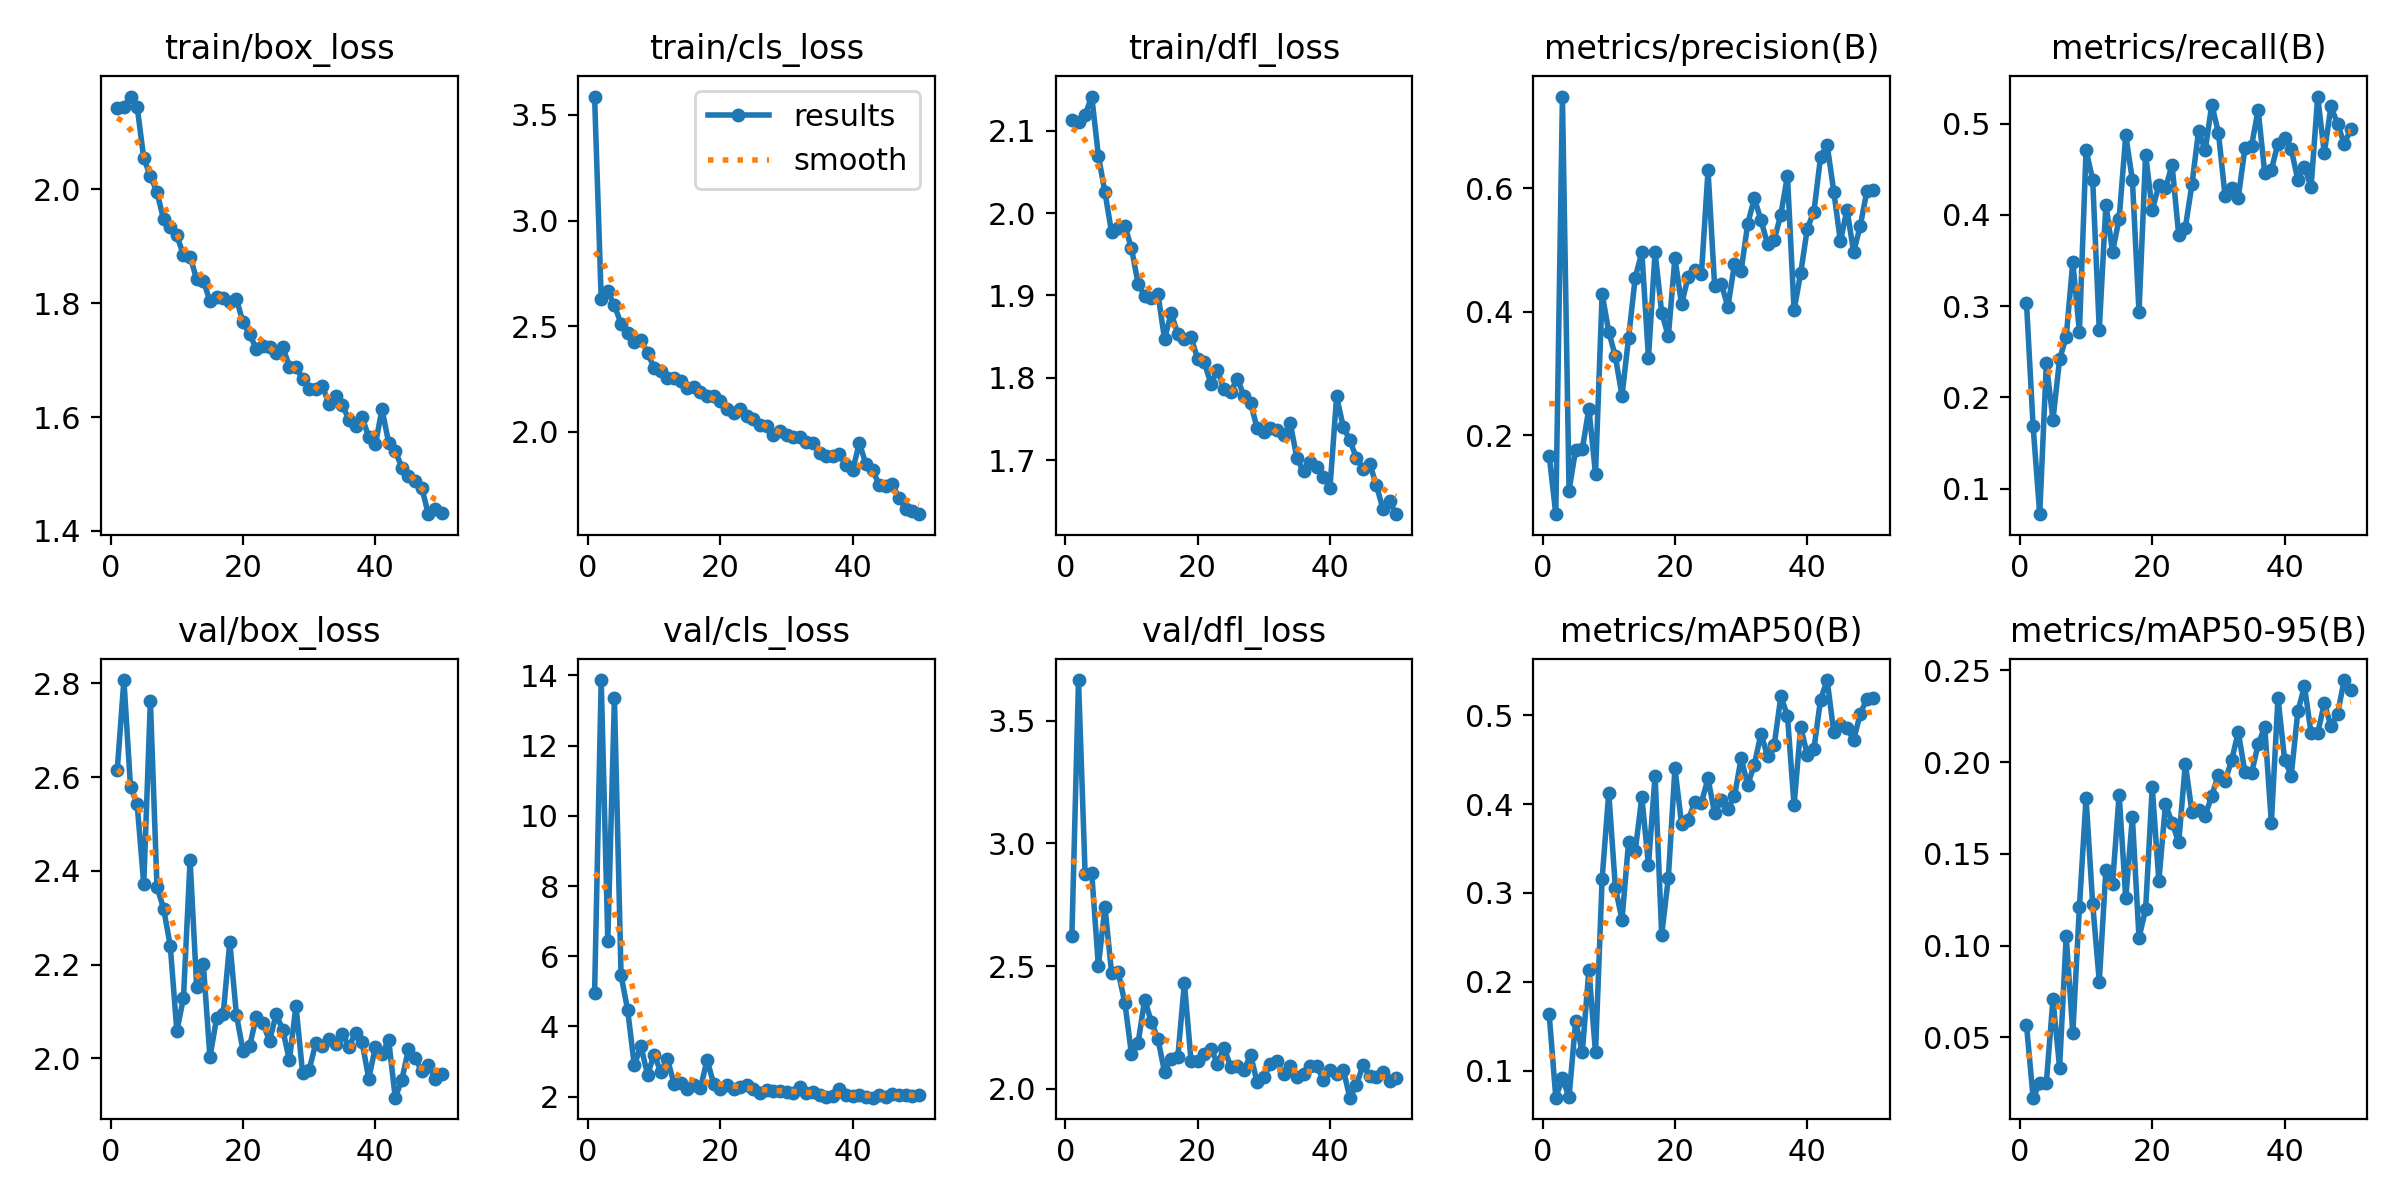 train/box_loss
2.0
1.8
1.6
1.4
0 20 40
train/cls_loss
3.5
3.0
2.5
2.0
0 20 40
results
smooth
train/dfl_loss
2.1
2.0
1.9
1.8
1.7
0 20 40
metrics/precision(B)
0.6
0.4
0.2
0 20 40
metrics/recall(B)
0.5
0.4
0.3
0.2
0.1
0 20 40
val/box_loss
2.8
2.6
2.4
2.2
2.0
0 20 40
val/cls_loss
14
12
10
8
6
4
2
0 20 40
val/dfl_loss
3.5
3.0
2.5
2.0
0 20 40
metrics/mAP50(B)
0.5
0.4
0.3
0.2
0.1
0 20 40
metrics/mAP50-95(B)
0.25
0.20
0.15
0.10
0.05
0 20 40